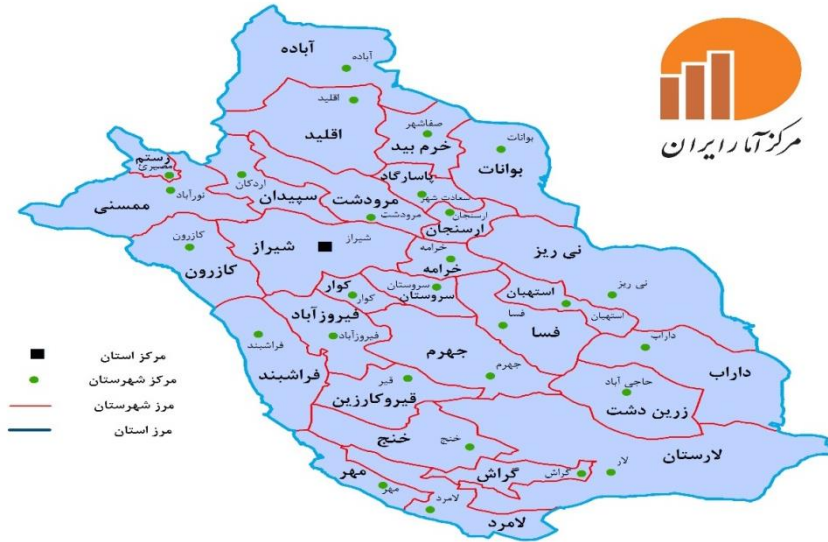 مرکز آمار ایران
آباده
آباده
اقلید
اقلید
صفاشهر
خرم بید
بوانات
بوانات
رستم
مصیری
نورآباد
ممسنی
اردکان
سپیدان
پاسارگاد
سعادت شهر
مرودشت
مرودشت
ارسنجان
ارسنجان
کازرون
کازرون
شیراز
شیراز
خرامه
خرامه
نی ریز
نی ریز
کوار
کوار
سروستان
سروستان
استهبان
استهبان
فسا
فسا
فیروزآباد
فیروزآباد
فراشبند
فراشبند
جهرم
جهرم
داراب
داراب
حاجی آباد
زرین دشت
قیر
قیروکارزین
خنج
خنج
لارستان
لار
گراش
گراش
مهر
مهر
لامرد
لامرد
مرکز استان
مرکز شهرستان
مرز شهرستان
مرز استان